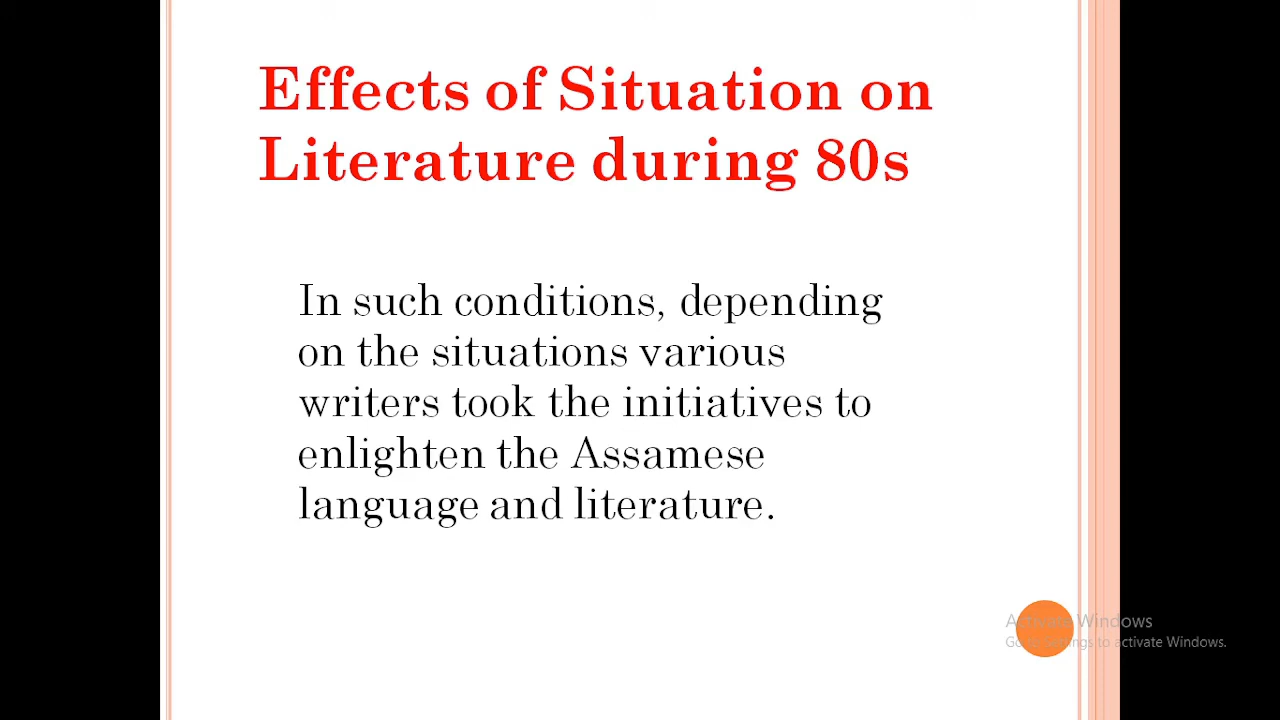 Effects of Situation on
Literature during 80s
In such conditions, depending
on the situations various
writers took the initiatives to
enlighten the Assamese
language and literature.
Activate Windows
Go to Settings to activate Windows.